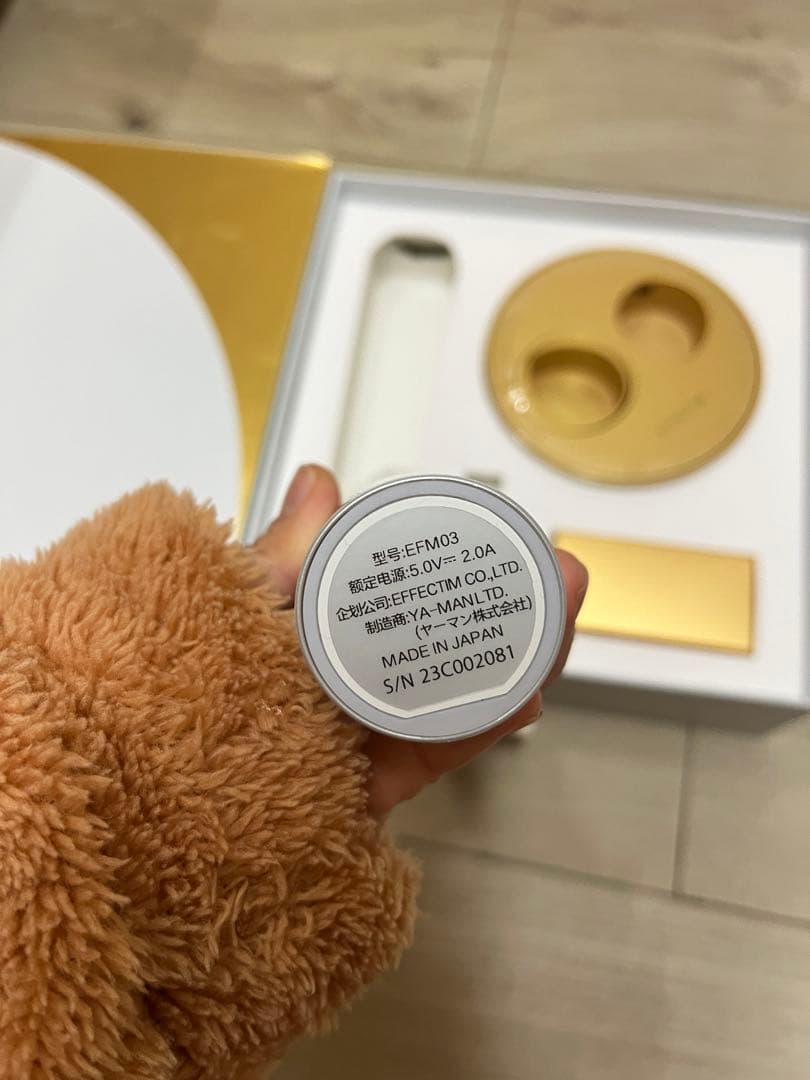 型号:EFM03
额定电源:5.0V⎓ 2.0A
企划公司:EFFECTIM CO.,LTD.
制造商:YA-MAN LTD.
(ヤーマン株式会社)
MADE IN JAPAN
S/N 23C002081